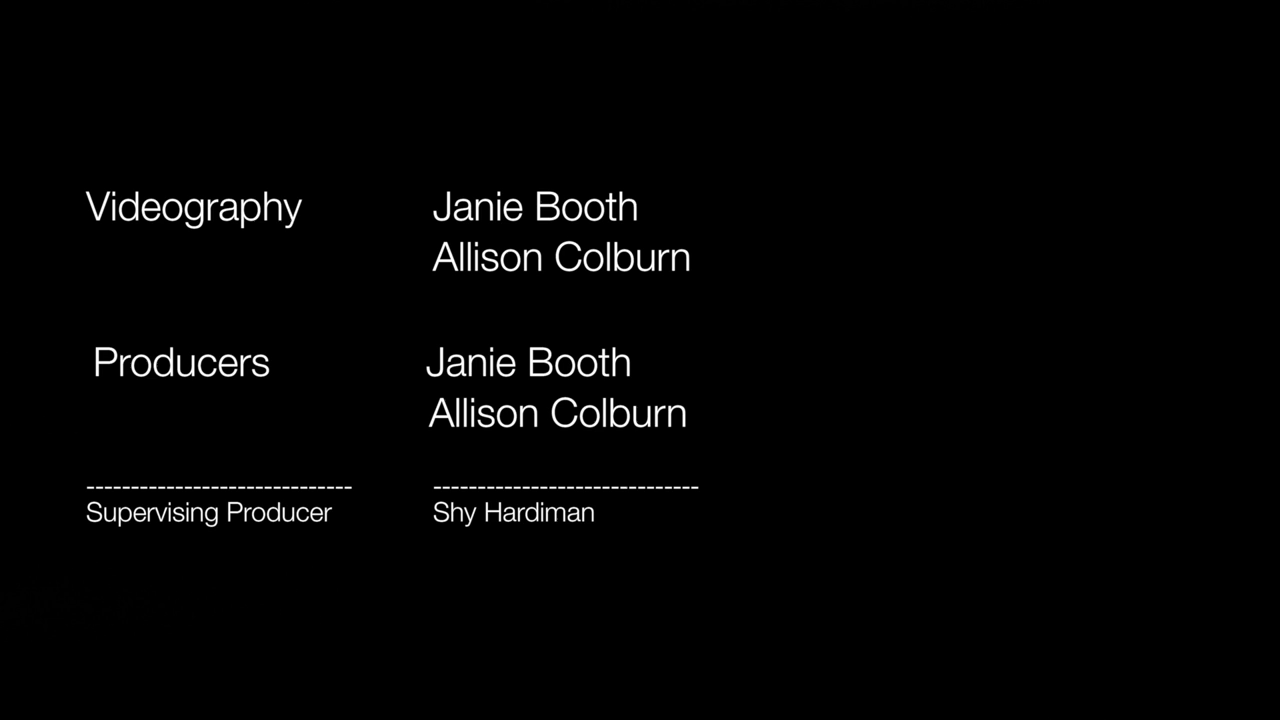 Videography Janie Booth
Allison Colburn
Producers Janie Booth
Allison Colburn
------------------------------ ------------------------------
Supervising Producer Shy Hardiman